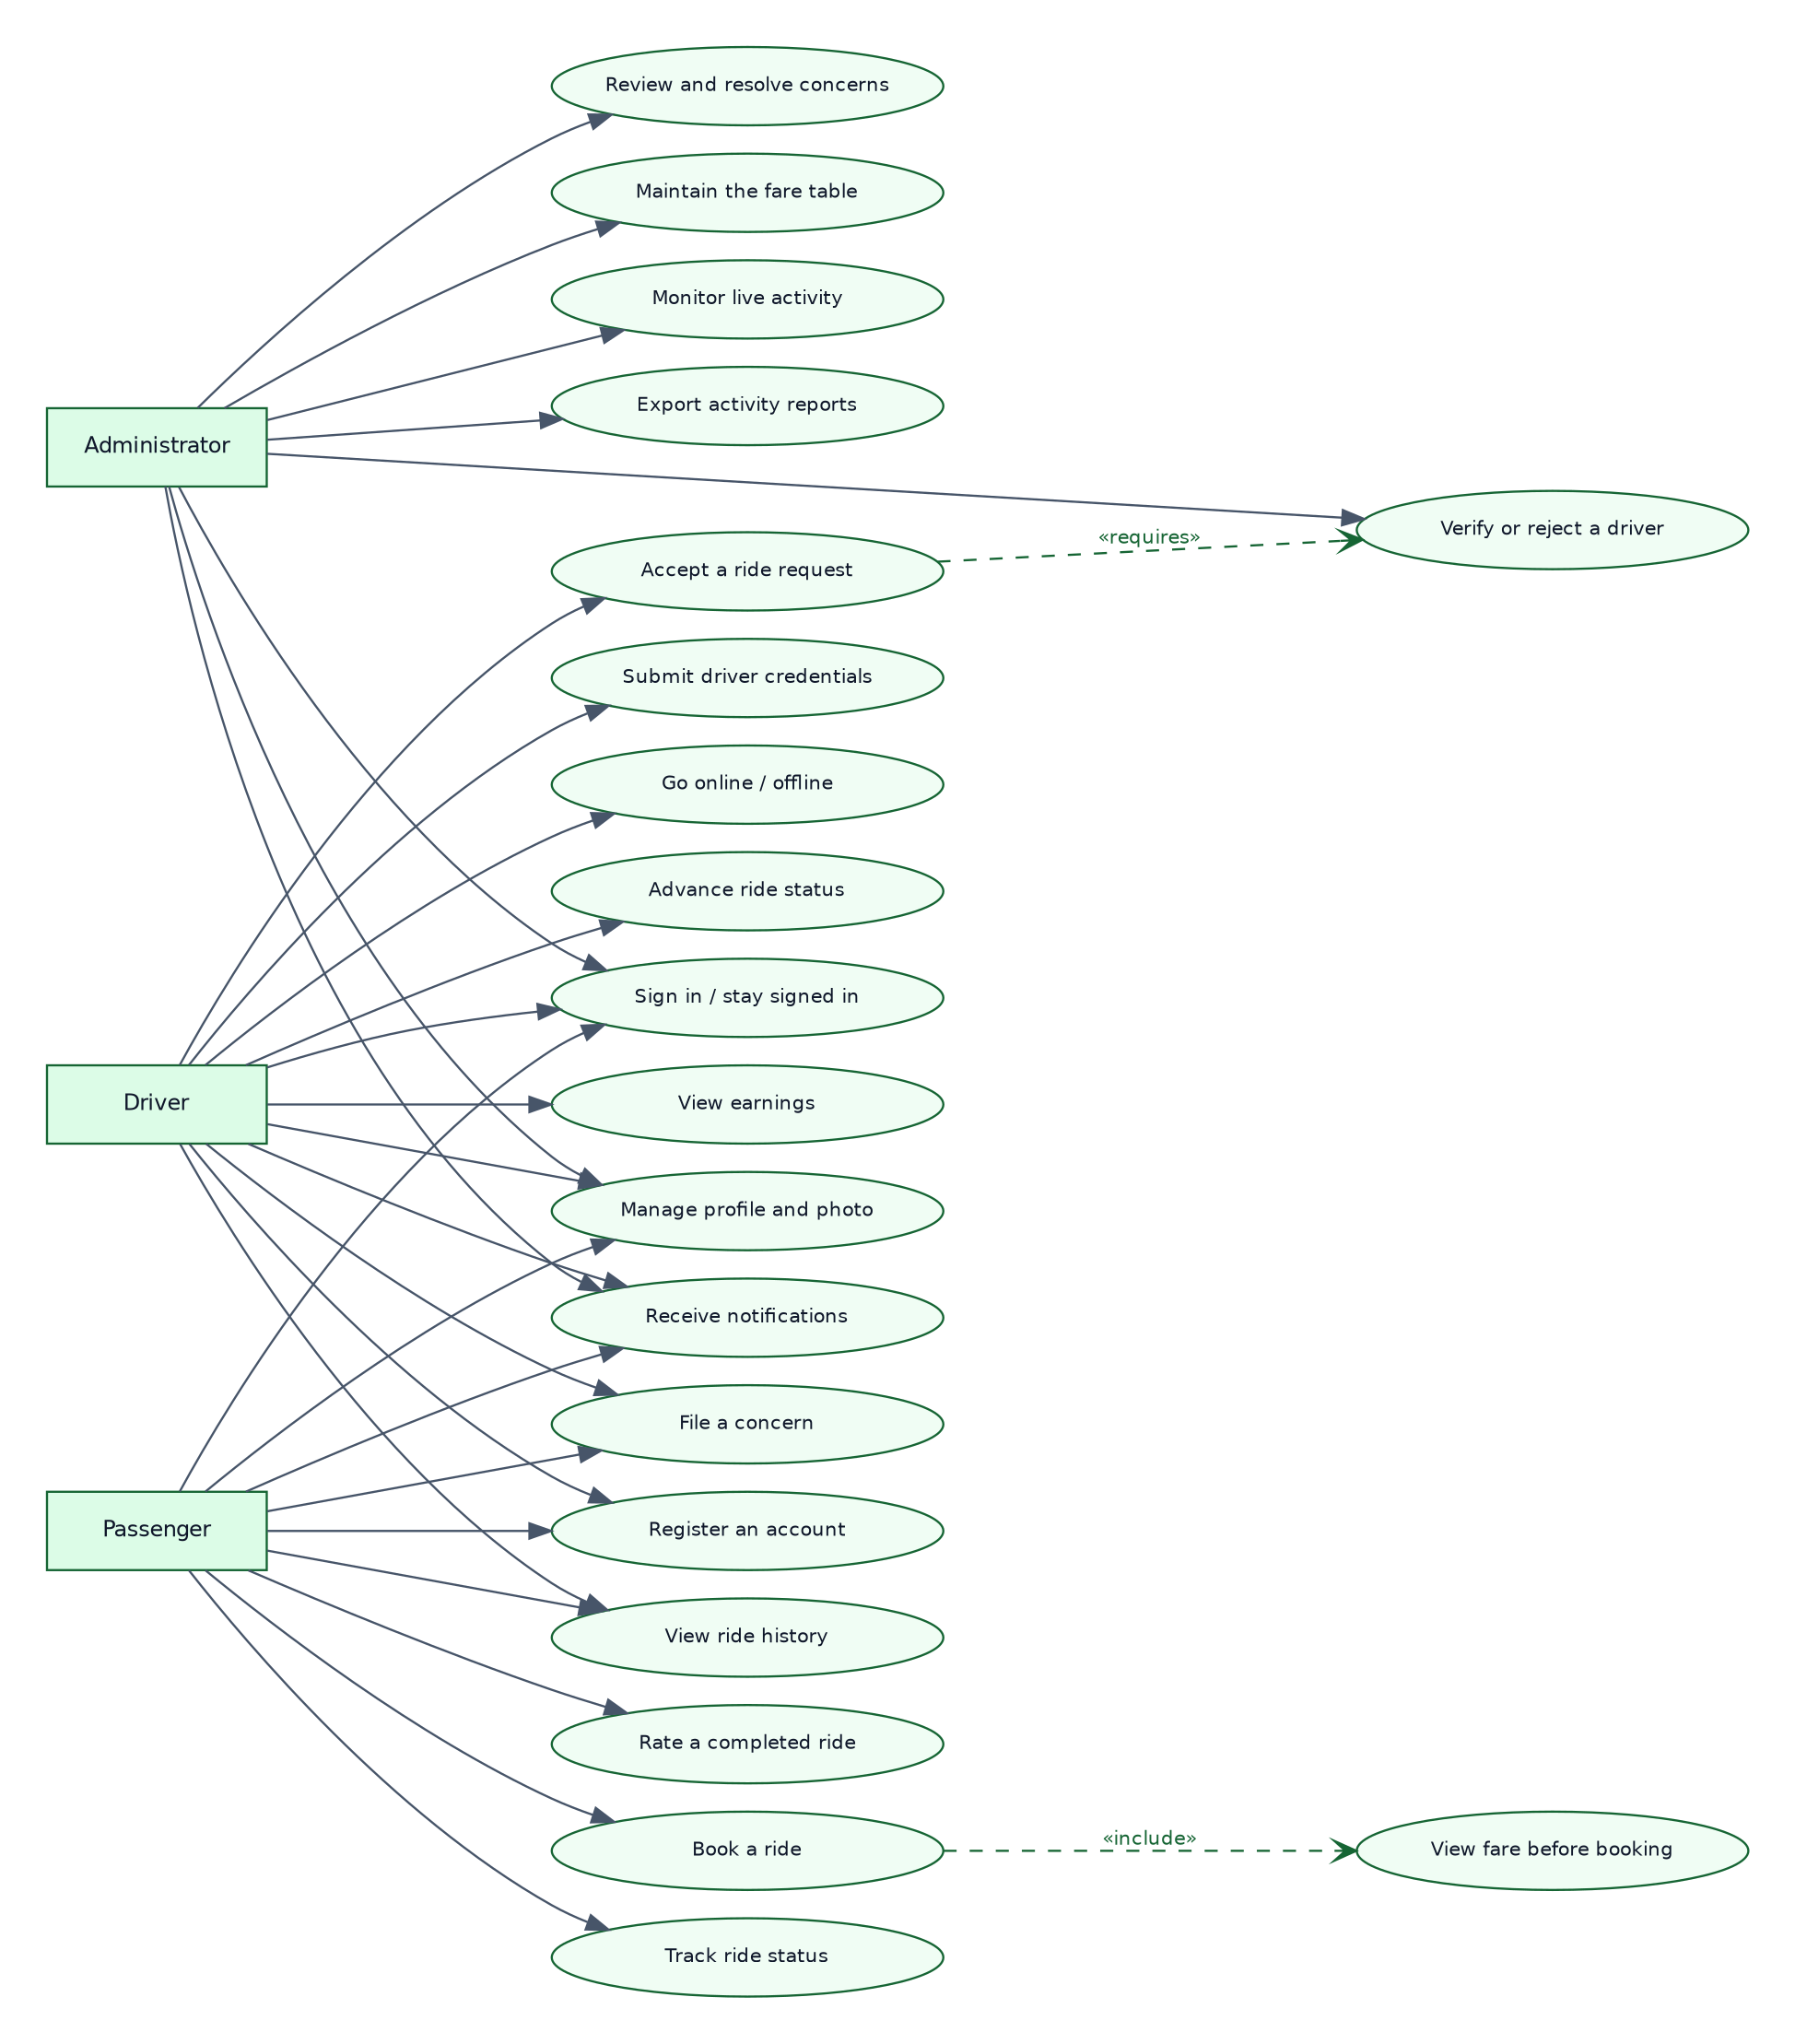 Review and resolve concerns
Maintain the fare table
Monitor live activity
Export activity reports
Administrator
Verify or reject a driver
«requires»
Accept a ride request
Submit driver credentials
Go online / offline
Advance ride status
Sign in / stay signed in
Driver
View earnings
Manage profile and photo
Receive notifications
File a concern
Passenger
Register an account
View ride history
Rate a completed ride
Book a ride
«include»
View fare before booking
Track ride status